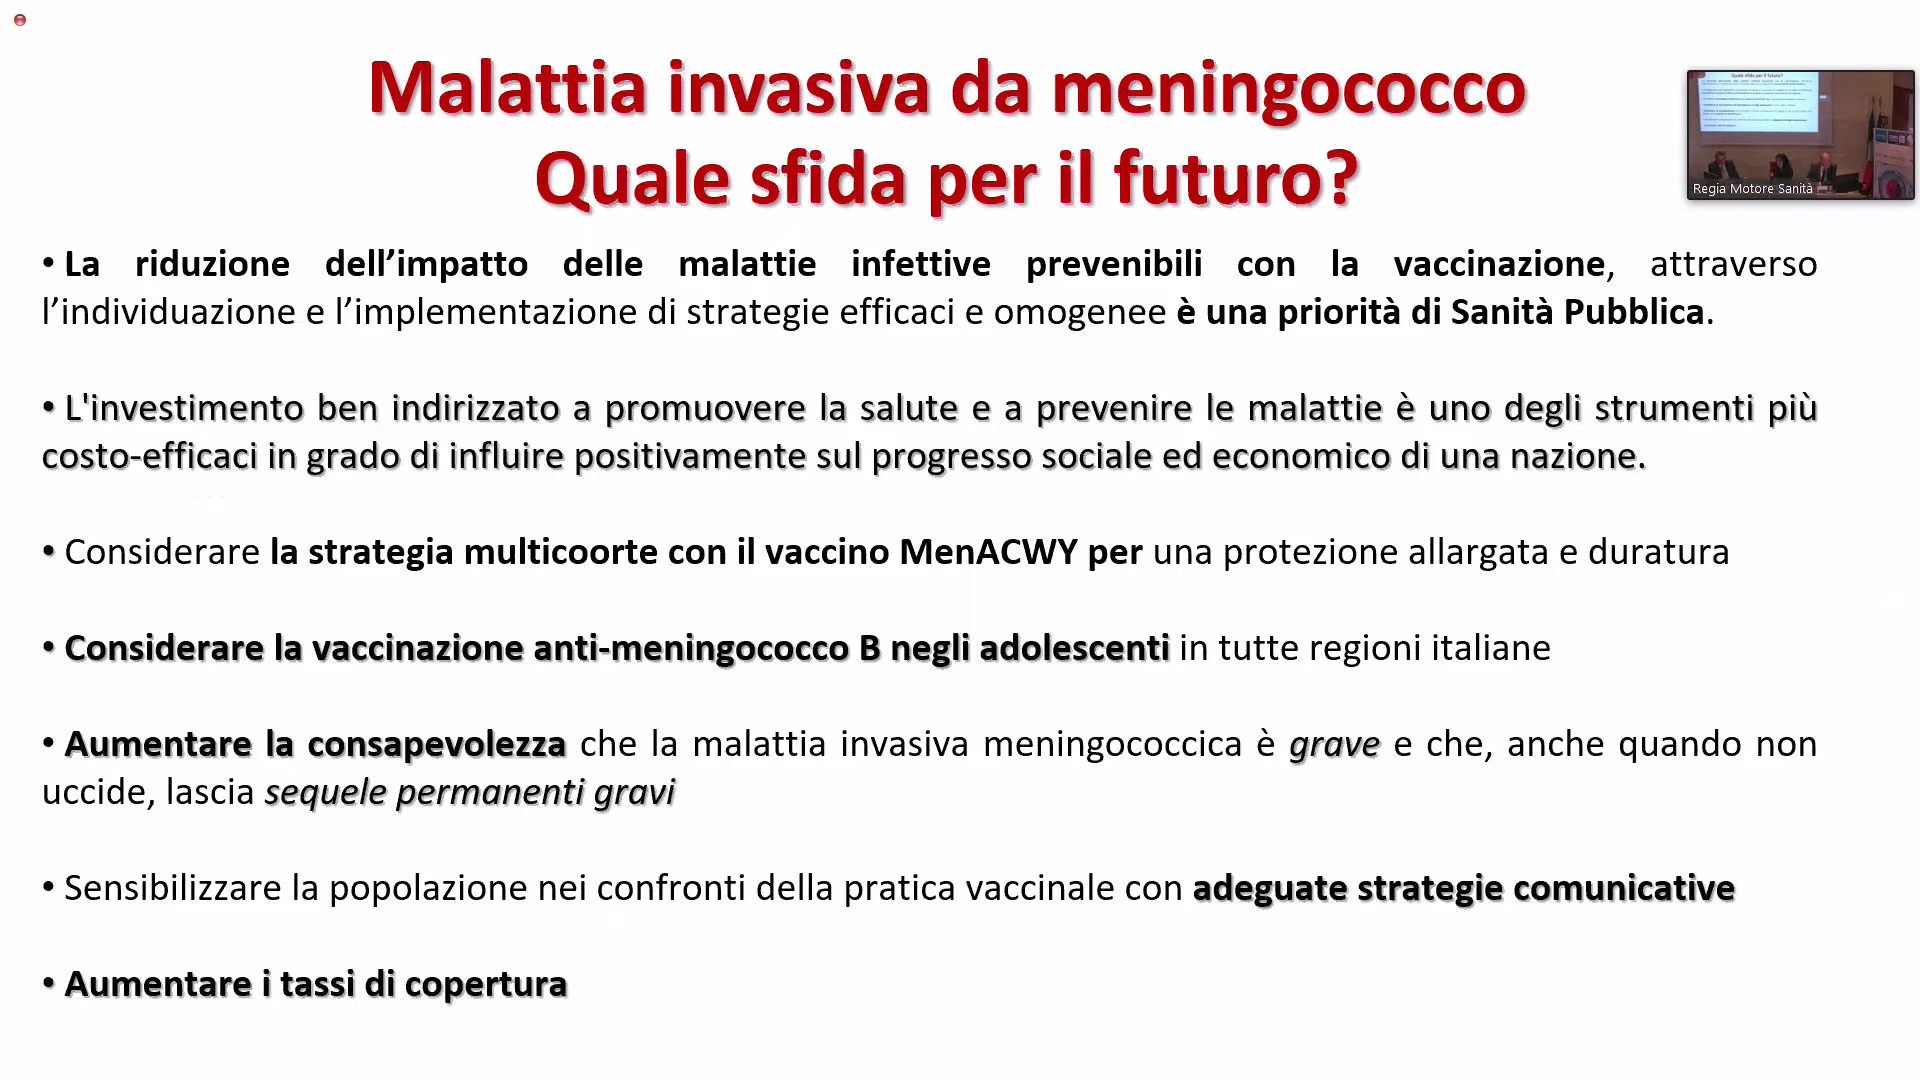 Malattia invasiva da meningococco
Quale sfida per il futuro?
Quale sfida per il futuro?
Regia Motore Sanità
• La riduzione dell’impatto delle malattie infettive prevenibili con la vaccinazione, attraverso
l’individuazione e l’implementazione di strategie efficaci e omogenee è una priorità di Sanità Pubblica.
• L'investimento ben indirizzato a promuovere la salute e a prevenire le malattie è uno degli strumenti più
costo-efficaci in grado di influire positivamente sul progresso sociale ed economico di una nazione.
• Considerare la strategia multicoorte con il vaccino MenACWY per una protezione allargata e duratura
• Considerare la vaccinazione anti-meningococco B negli adolescenti in tutte regioni italiane
• Aumentare la consapevolezza che la malattia invasiva meningococcica è grave e che, anche quando non
uccide, lascia sequele permanenti gravi
• Sensibilizzare la popolazione nei confronti della pratica vaccinale con adeguate strategie comunicative
• Aumentare i tassi di copertura